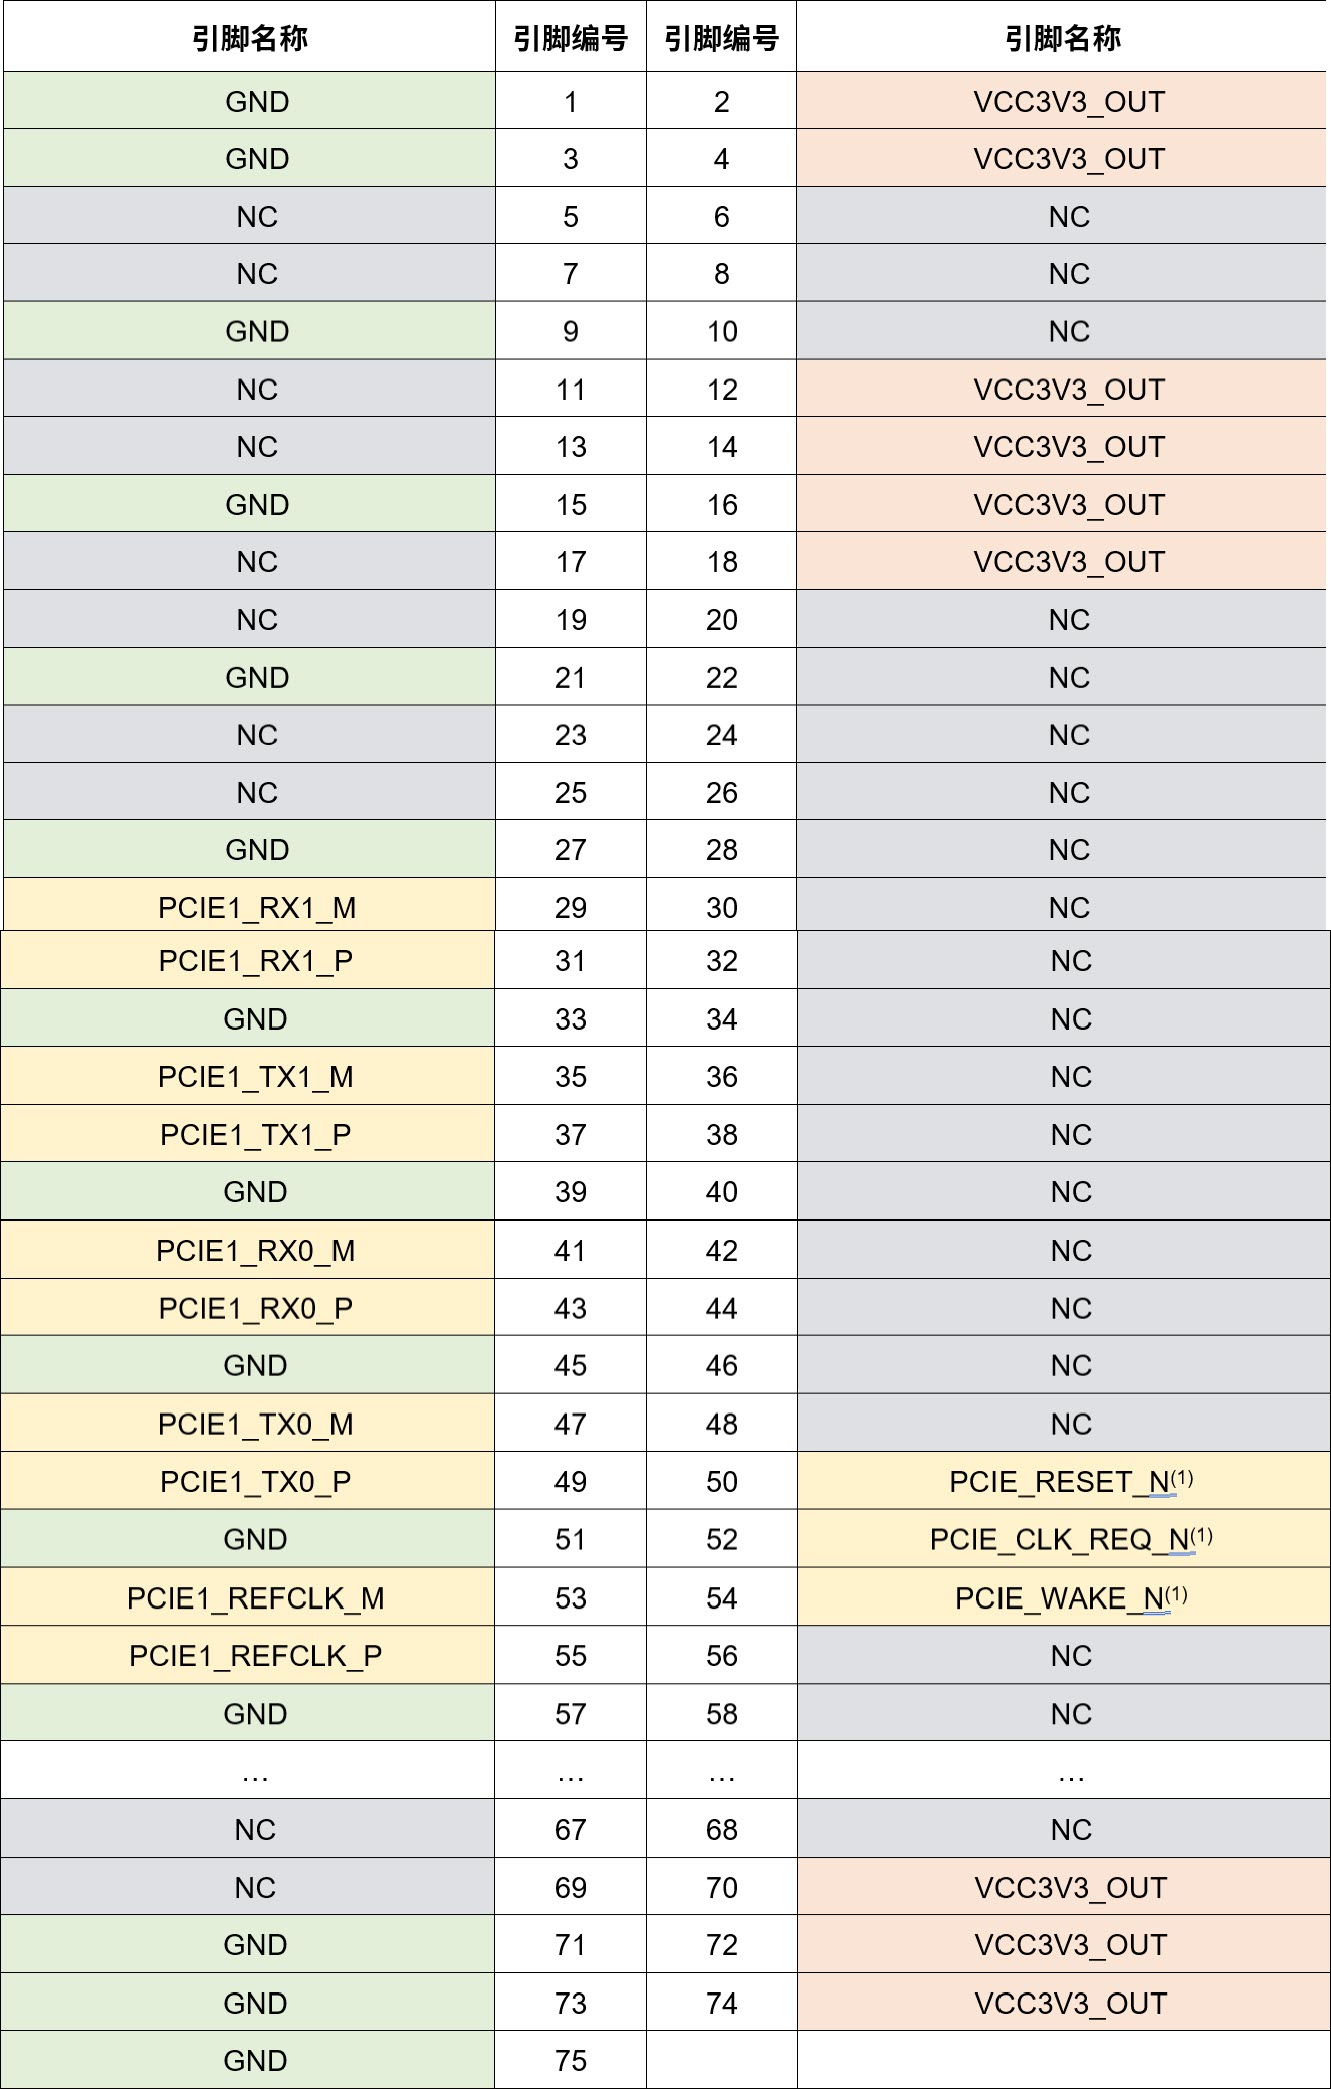 引脚名称 引脚编号 引脚编号 引脚名称
GND 1 2 VCC3V3_OUT
GND 3 4 VCC3V3_OUT
NC 5 6 NC
NC 7 8 NC
GND 9 10 NC
NC 11 12 VCC3V3_OUT
NC 13 14 VCC3V3_OUT
GND 15 16 VCC3V3_OUT
NC 17 18 VCC3V3_OUT
NC 19 20 NC
GND 21 22 NC
NC 23 24 NC
NC 25 26 NC
GND 27 28 NC
PCIE1_RX1_M 29 30 NC
PCIE1_RX1_P 31 32 NC
GND 33 34 NC
PCIE1_TX1_M 35 36 NC
PCIE1_TX1_P 37 38 NC
GND 39 40 NC
PCIE1_RX0_M 41 42 NC
PCIE1_RX0_P 43 44 NC
GND 45 46 NC
PCIE1_TX0_M 47 48 NC
PCIE1_TX0_P 49 50 PCIE_RESET_N(1)
GND 51 52 PCIE_CLK_REQ_N(1)
PCIE1_REFCLK_M 53 54 PCIE_WAKE_N(1)
PCIE1_REFCLK_P 55 56 NC
GND 57 58 NC
… … … …
NC 67 68 NC
NC 69 70 VCC3V3_OUT
GND 71 72 VCC3V3_OUT
GND 73 74 VCC3V3_OUT
GND 75